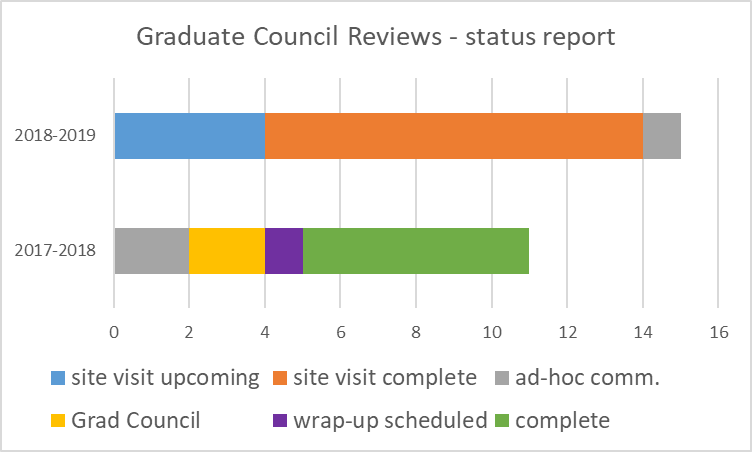 Graduate Council Reviews - status report
2018-2019
2017-2018
0 2 4 6 8 10 12 14 16
site visit upcoming site visit complete ad-hoc comm.
Grad Council wrap-up scheduled complete